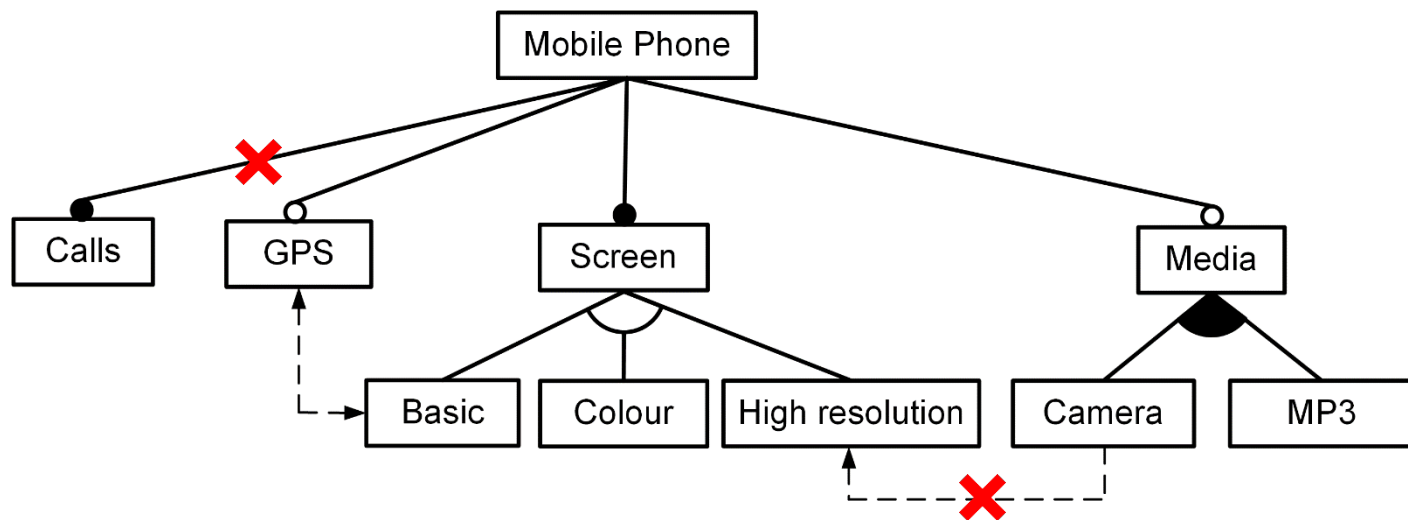 Mobile Phone
Calls
GPS
Screen
Media
Basic
Colour
High resolution
Camera
MP3